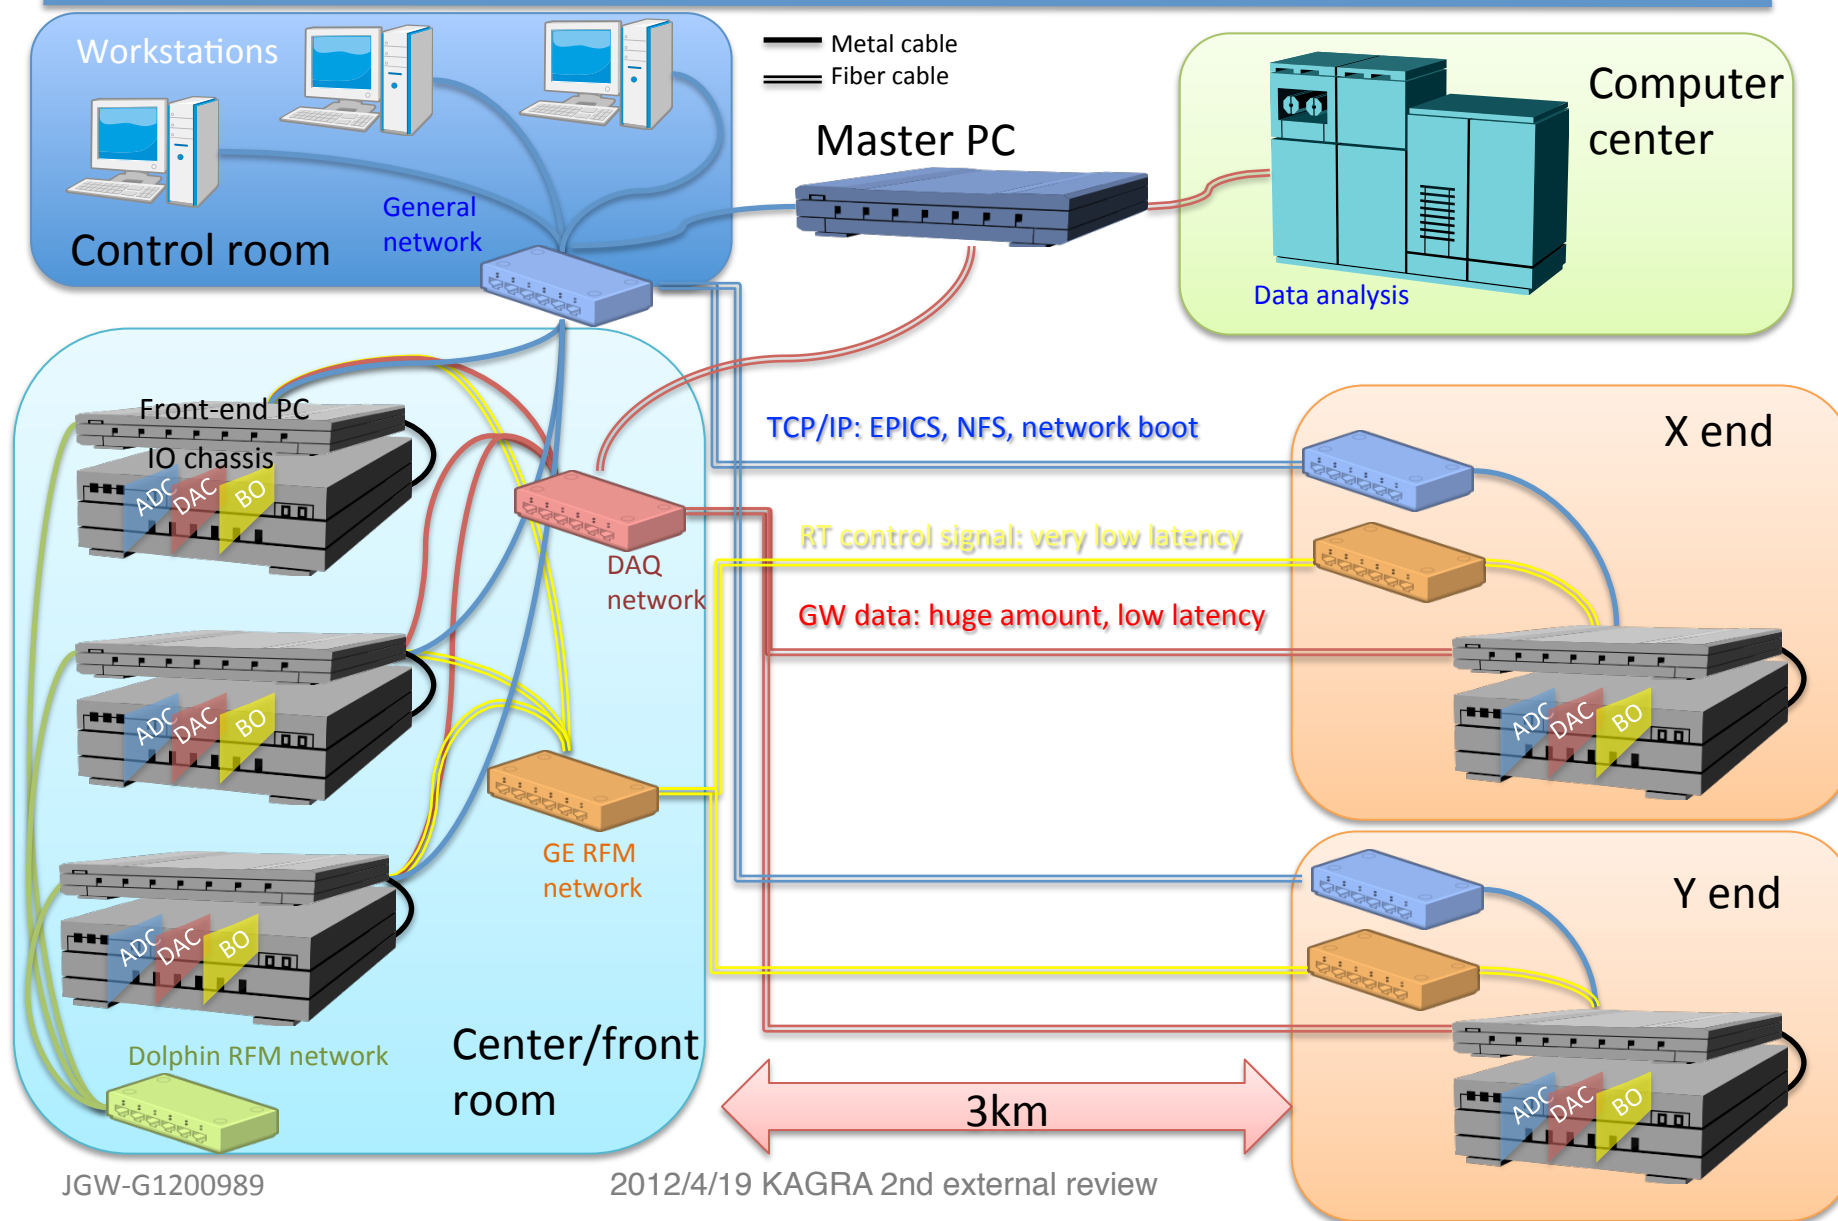 Workstations
General
network
Control room
Metal cable
Fiber cable
Master PC
Computer
center
Data analysis
Front-end PC
IO chassis
ADC
DAC
BO
ADC
DAC
BO
ADC
DAC
BO
DAQ
network
GE RFM
network
Dolphin RFM network
Center/front
room
TCP/IP: EPICS, NFS, network boot
RT control signal: very low latency
GW data: huge amount, low latency
X end
ADC
DAC
BO
Y end
ADC
DAC
BO
3km
JGW-G1200989
2012/4/19 KAGRA 2nd external review